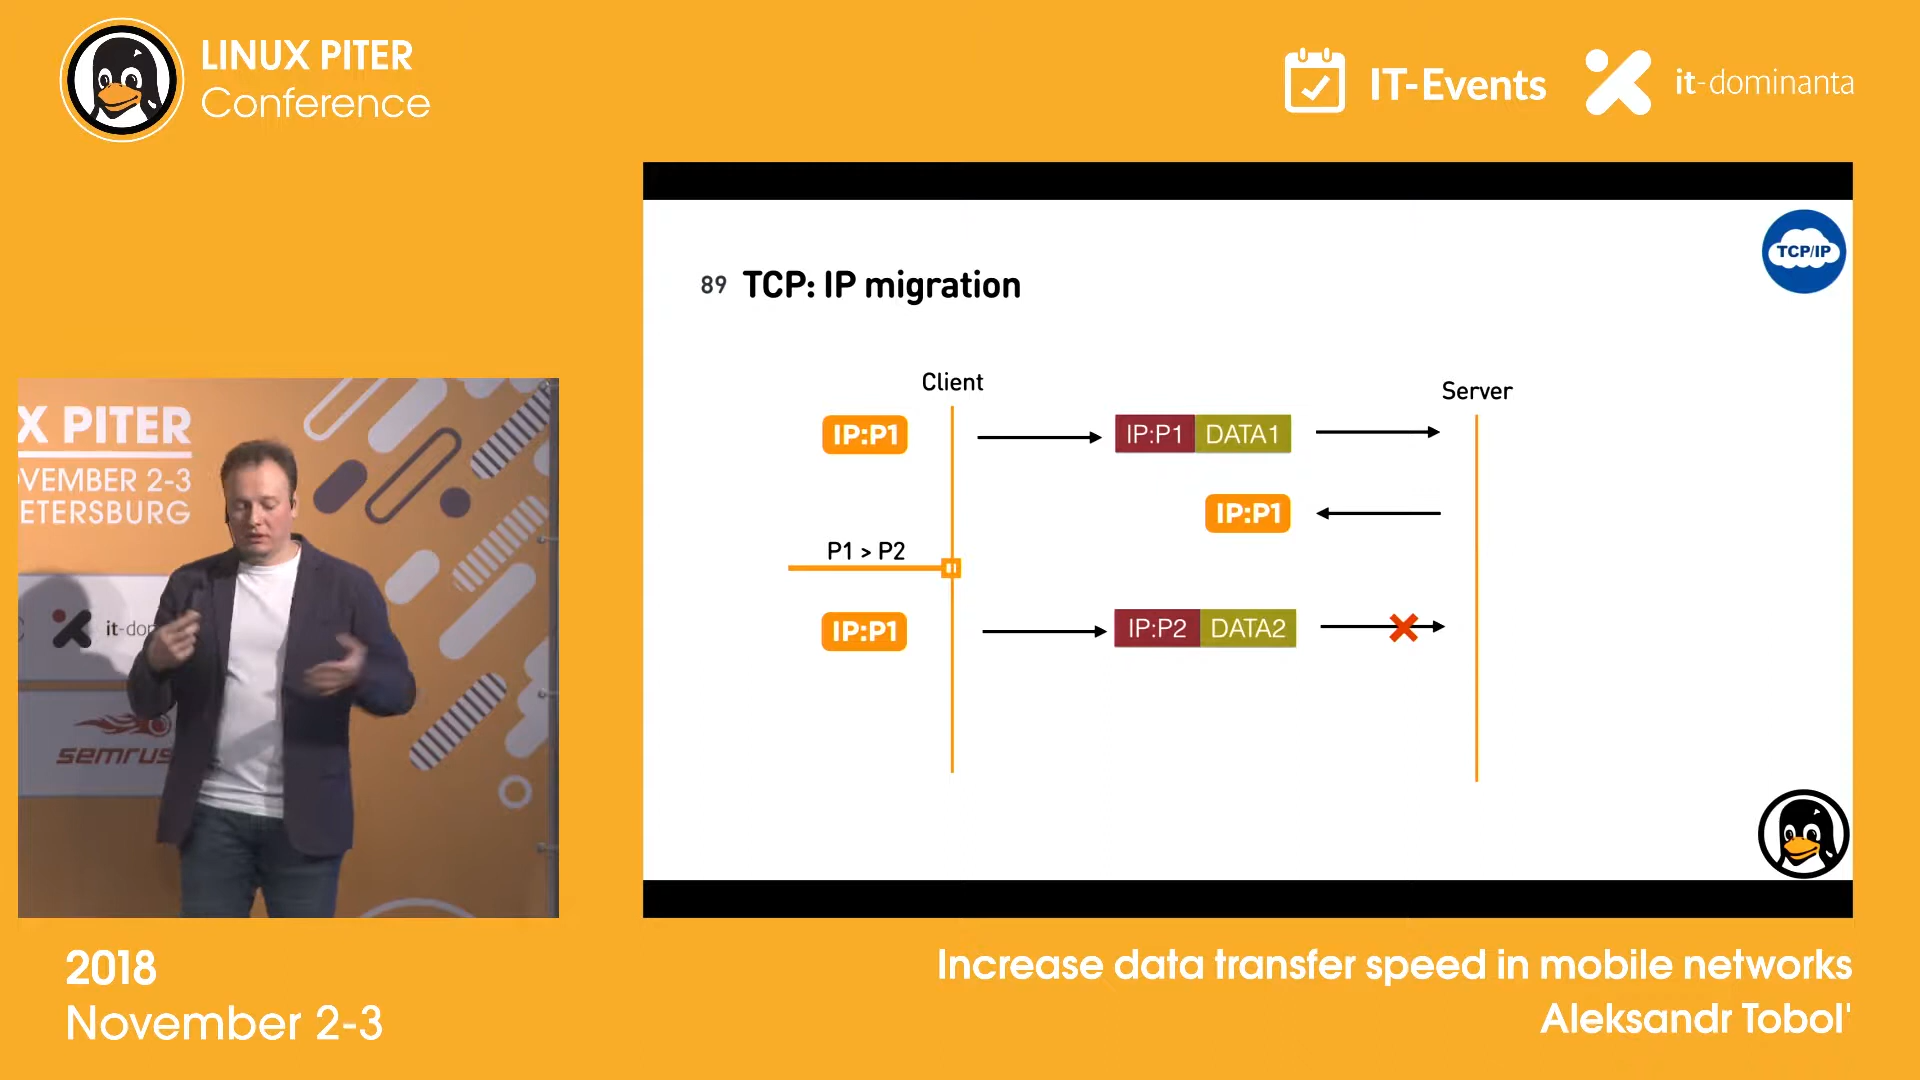 LINUX PITER
Conference
IT-Events
it-dominanta
TCP/IP
89 TCP: IP migration
Client
Server
IP:P1
IP:P1 DATA1
IP:P1
P1 > P2
IP:P1
IP:P2 DATA2
X PITER
VEMBER 2-3
ETERSBURG
it-dor
semrus
2018
November 2-3
Increase data transfer speed in mobile networks
Aleksandr Tobol'